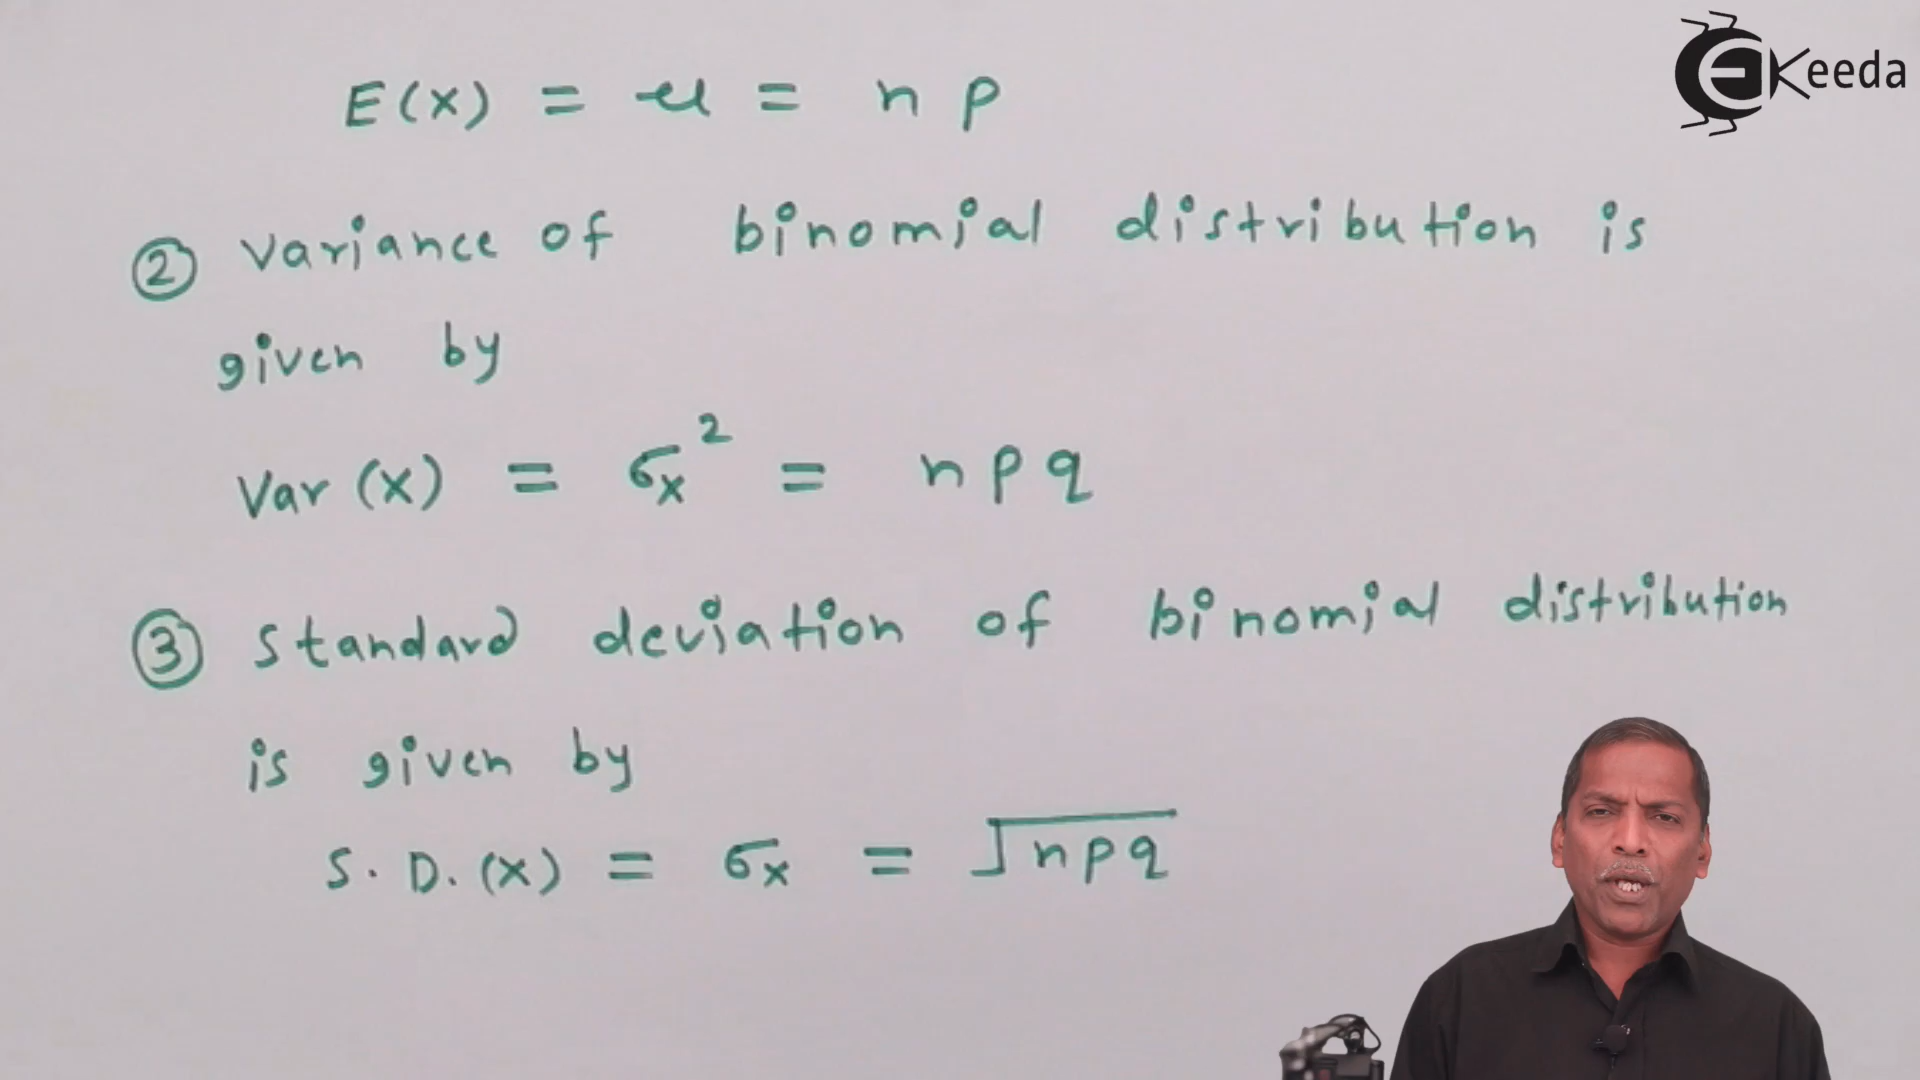 EKeeda
E(X) = μ = n p
② Variance of binomial distribution is
given by
Var (X) = σx² = n p q
③ Standard deviation of binomial distribution
is given by
S. D. (X) = σx = √npq